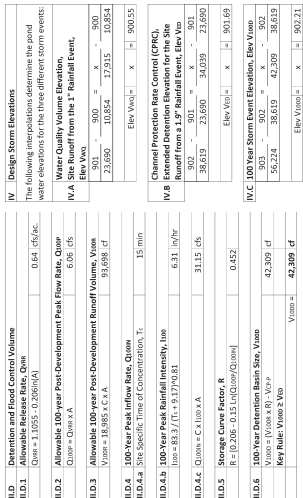 II.D Detention and Flood Control Volume
II.D.1 Allowable Release Rate, QVRR
QVRR = 1.1055 - 0.206ln(A) 0.64 cfs/ac.
II.D.2 Allowable 100-year Post-Development Peak Flow Rate, Q100P
Q100P = QVRR x A 6.06 cfs
II.D.3 Allowable 100-year Post-Development Runoff Volume, V100R
V100R = 18,985 x C x A 93,698 cf
II.D.4 100-Year Peak Inflow Rate, Q100IN
II.D.4.a Site Specific Time of Concentration, Tc 15 min
II.D.4.b 100-Year Peak Rainfall Intensity, I100
I100 = 83.3 / (Tc + 9.17)^0.81 6.31 in/hr
II.D.4.c Q100IN = C x I100 x A 31.15 cfs
II.D.5 Storage Curve Factor, R
R = [0.206 - 0.15 Ln(Q100P/Q100IN)] 0.452
II.D.6 100-Year Detention Basin Size, V100D
V100D = (V100R x R) - VCP-P 42,309 cf
Key Rule: V100D ≥ VED
V100D = 42,309 cf
IV Design Storm Elevations
The following interpolations determine the pond
water elevations for the three different storm events:
Water Quality Volume Elevation,
IV.A Site Runoff from the 1" Rainfall Event,
Elev VWQ
901 - 900 = x - 900
23,690 10,854 17,915 10,854
Elev VWQ = x = 900.55
Channel Protection Rate Control (CPRC),
IV.B Extended Detention Elevation for the Site
Runoff from a 1.9" Rainfall Event, Elev VED
902 - 901 = x - 901
38,619 23,690 34,039 23,690
Elev VED = x = 901.69
IV.C 100 Year Storm Event Elevation, Elev V100D
903 - 902 = x - 902
56,224 38,619 42,309 38,619
Elev V100D = x = 902.21